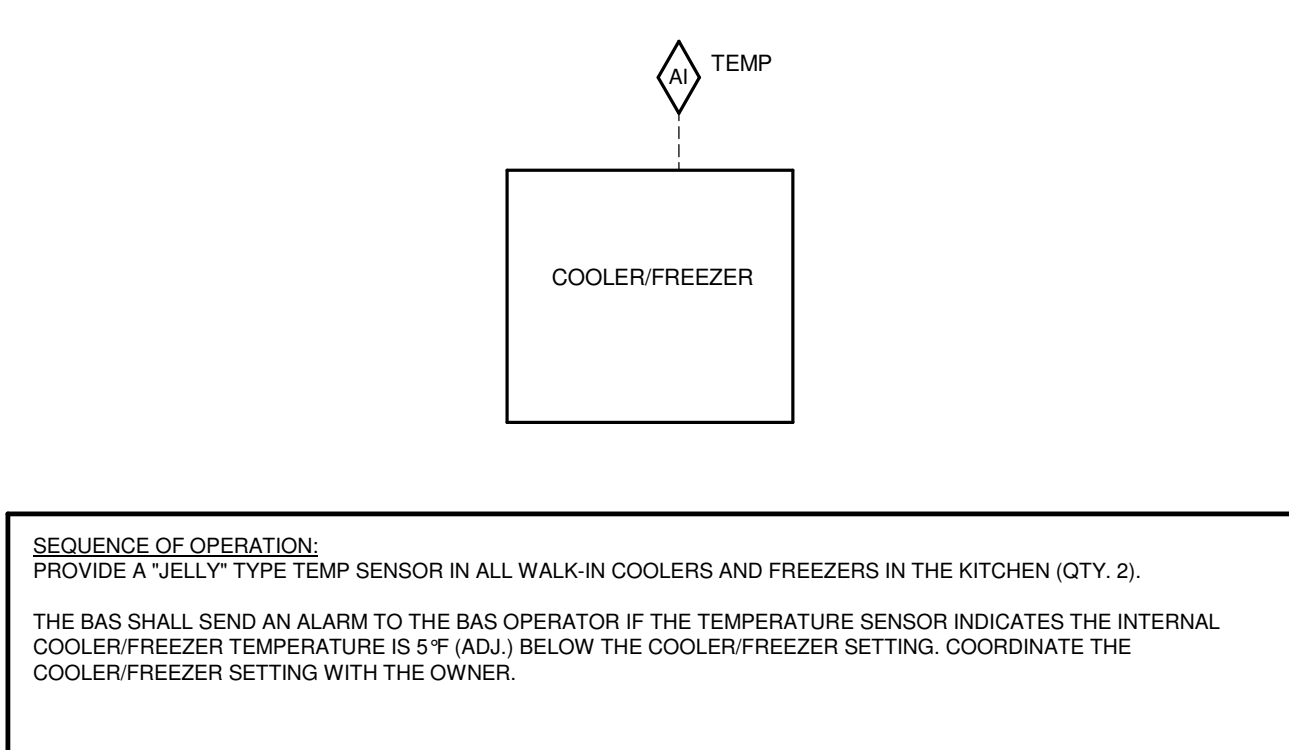 TEMP
AI
COOLER/FREEZER
SEQUENCE OF OPERATION:
PROVIDE A "JELLY" TYPE TEMP SENSOR IN ALL WALK-IN COOLERS AND FREEZERS IN THE KITCHEN (QTY. 2).
THE BAS SHALL SEND AN ALARM TO THE BAS OPERATOR IF THE TEMPERATURE SENSOR INDICATES THE INTERNAL
COOLER/FREEZER TEMPERATURE IS 5°F (ADJ.) BELOW THE COOLER/FREEZER SETTING. COORDINATE THE
COOLER/FREEZER SETTING WITH THE OWNER.